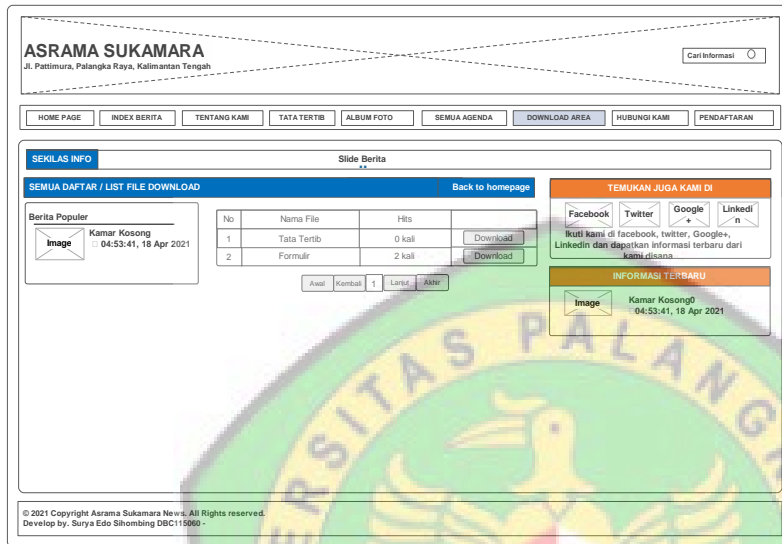 ASRAMA SUKAMARA
Jl. Pattimura, Palangka Raya, Kalimantan Tengah
Cari Informasi
HOME PAGE INDEX BERITA TENTANG KAMI TATA TERTIB ALBUM FOTO SEMUA AGENDA DOWNLOAD AREA HUBUNGI KAMI PENDAFTARAN
SEKILAS INFO Slide Berita
SEMUA DAFTAR / LIST FILE DOWNLOAD Back to homepage
Berita Populer
Image
Kamar Kosong
04:53:41, 18 Apr 2021
No Nama File Hits
1 Tata Tertib 0 kali Download
2 Formulir 2 kali Download
Awal Kembali 1 Lanjut Akhir
TEMUKAN JUGA KAMI DI
Facebook Twitter Google+ Linkedin
Ikuti kami di facebook, twitter, Google+,
Linkedin dan dapatkan informasi terbaru dari
kami disana
INFORMASI TERBARU
Image
Kamar Kosong0
04:53:41, 18 Apr 2021
© 2021 Copyright Asrama Sukamara News. All Rights reserved.
Develop by. Surya Edo Sihombing DBC115060 -